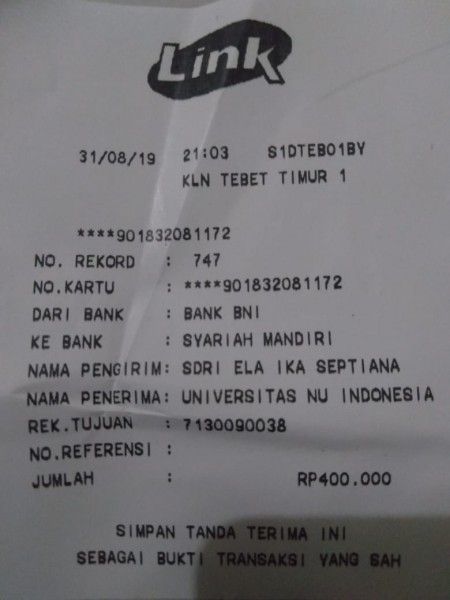 Link
31/08/19 21:03 S1DTEB01BY
KLN TEBET TIMUR 1
****901832081172
NO. REKORD : 747
NO.KARTU : ****901832081172
DARI BANK : BANK BNI
KE BANK : SYARIAH MANDIRI
NAMA PENGIRIM: SDRI ELA IKA SEPTIANA
NAMA PENERIMA: UNIVERSITAS NU INDONESIA
REK.TUJUAN : 7130090038
NO.REFERENSI :
JUMLAH : RP400.000
SIMPAN TANDA TERIMA INI
SEBAGAI BUKTI TRANSAKSI YANG SAH